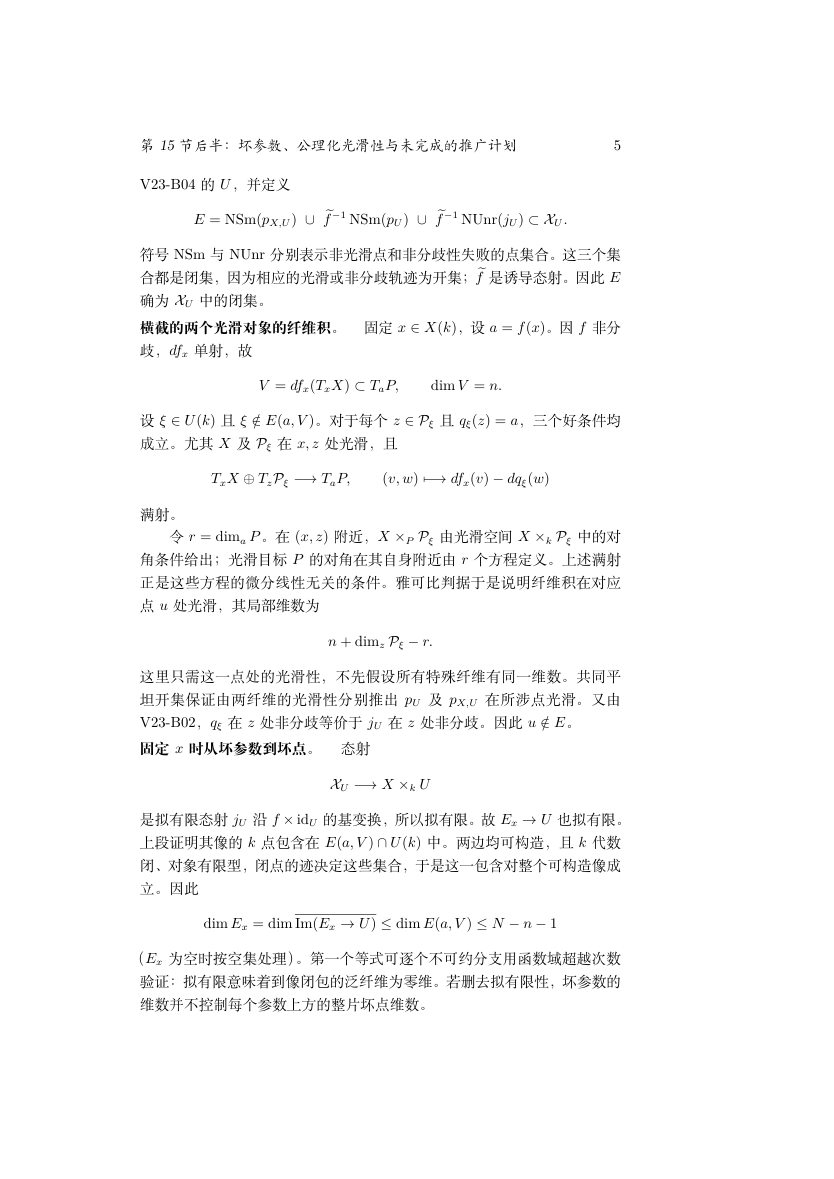 第 15 节后半：坏参数、公理化光滑性与未完成的推广计划 5
V23-B04 的 U，并定义
E = NSm(p_{X,U}) ∪ f̃^{−1} NSm(p_U) ∪ f̃^{−1} NUnr(j_U) ⊂ 𝒳_U.
符号 NSm 与 NUnr 分别表示非光滑点和非分歧性失败的点集合。这三个集
合都是闭集，因为相应的光滑或非分歧轨迹为开集；f̃ 是诱导态射。因此 E
确为 𝒳_U 中的闭集。
横截的两个光滑对象的纤维积。 固定 x ∈ X(k)，设 a = f(x)。因 f 非分
歧，df_x 单射，故
V = df_x(T_xX) ⊂ T_aP, dim V = n.
设 ξ ∈ U(k) 且 ξ ∉ E(a, V)。对于每个 z ∈ 𝒫_ξ 且 q_ξ(z) = a，三个好条件均
成立。尤其 X 及 𝒫_ξ 在 x, z 处光滑，且
T_xX ⊕ T_z𝒫_ξ ⟶ T_aP, (v, w) ⟼ df_x(v) − dq_ξ(w)
满射。
令 r = dim_a P。在 (x, z) 附近，X ×_P 𝒫_ξ 由光滑空间 X ×_k 𝒫_ξ 中的对
角条件给出；光滑目标 P 的对角在其自身附近由 r 个方程定义。上述满射
正是这些方程的微分线性无关的条件。雅可比判据于是说明纤维积在对应
点 u 处光滑，其局部维数为
n + dim_z 𝒫_ξ − r.
这里只需这一点处的光滑性，不先假设所有特殊纤维有同一维数。共同平
坦开集保证由两纤维的光滑性分别推出 p_U 及 p_{X,U} 在所涉点光滑。又由
V23-B02，q_ξ 在 z 处非分歧等价于 j_U 在 z 处非分歧。因此 u ∉ E。
固定 x 时从坏参数到坏点。 态射
𝒳_U ⟶ X ×_k U
是拟有限态射 j_U 沿 f × id_U 的基变换，所以拟有限。故 E_x → U 也拟有限。
上段证明其像的 k 点包含在 E(a, V) ∩ U(k) 中。两边均可构造，且 k 代数
闭、对象有限型，闭点的迹决定这些集合，于是这一包含对整个可构造像成
立。因此
dim E_x = dim \overline{Im(E_x → U)} ≤ dim E(a, V) ≤ N − n − 1
（E_x 为空时按空集处理）。第一个等式可逐个不可约分支用函数域超越次数
验证：拟有限意味着到像闭包的泛纤维为零维。若删去拟有限性，坏参数的
维数并不控制每个参数上方的整片坏点维数。